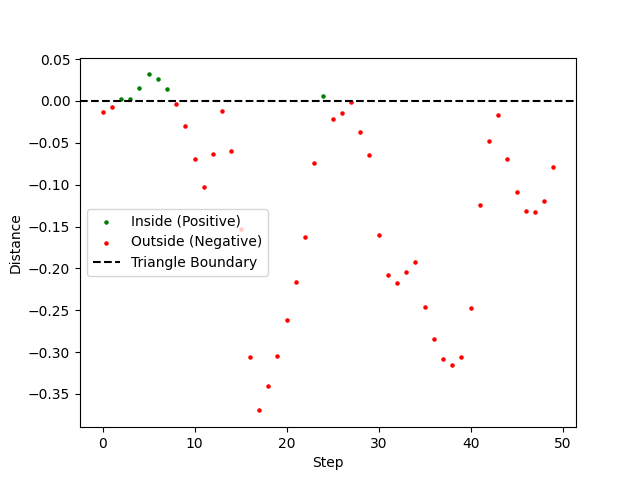 0.05
0.00
−0.05
−0.10
−0.15
−0.20
−0.25
−0.30
−0.35
Distance
Inside (Positive)
Outside (Negative)
Triangle Boundary
0 10 20 30 40 50
Step